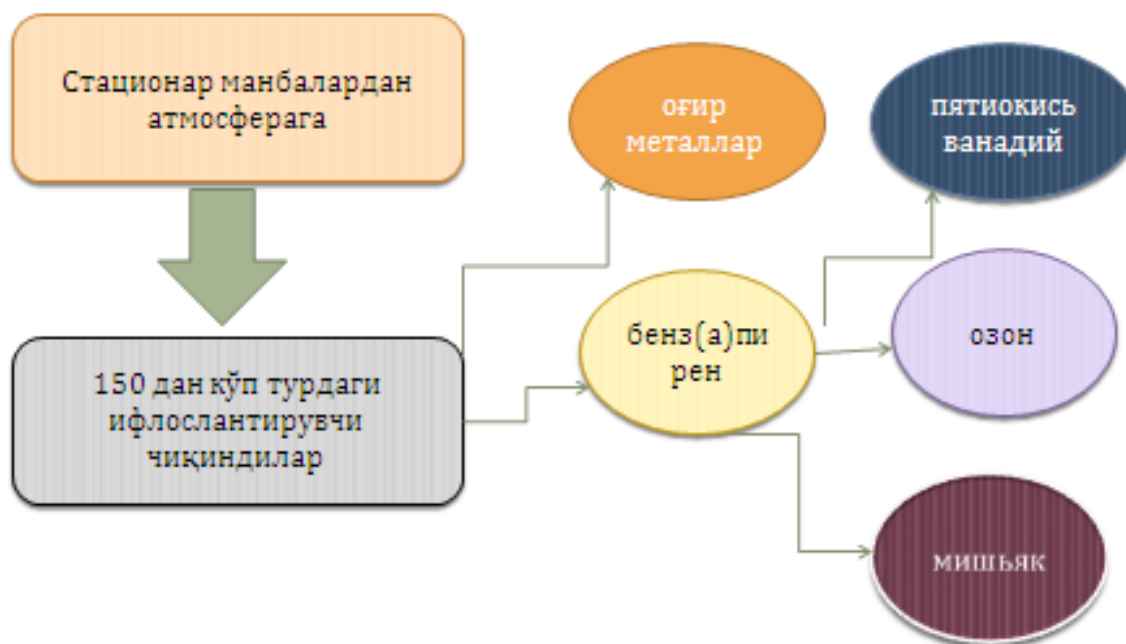 Стационар манбалардан
атмосферага
150 дан кўп турдаги
ифлослантирувчи
чиқиндилар
оғир
металлар
бенз(а)пи
рен
пятиокись
ванадий
озон
мишьяк